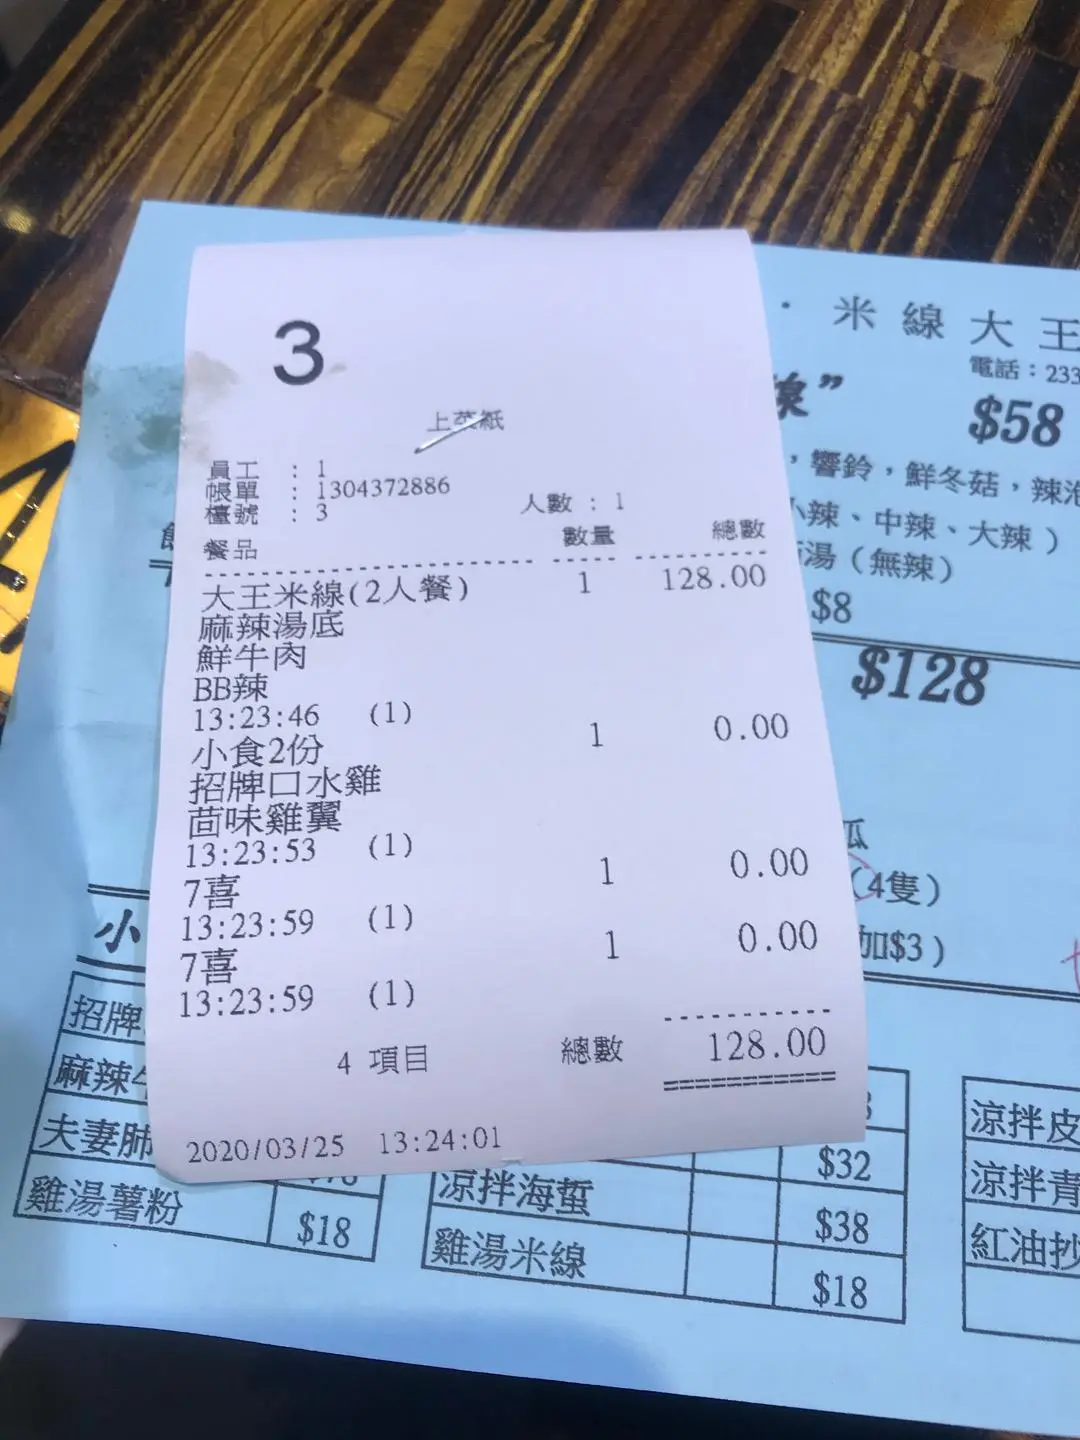 3
上菜紙
員工 : 1
帳單 : 1304372886
檯號 : 3 人數 : 1
餐品 數量 總數
大王米線(2人餐) 1 128.00
麻辣湯底
鮮牛肉
BB辣
13:23:46 (1)
小食2份 1 0.00
招牌口水雞
茴味雞翼
13:23:53 (1)
7喜 1 0.00
13:23:59 (1)
7喜 1 0.00
13:23:59 (1)
4 項目 總數 128.00
2020/03/25 13:24:01
· 米線大王
電話：233
線”
$58
，響鈴，鮮冬菇，辣
小辣、中辣、大辣）
湯（無辣）
$8
$128
瓜
（4隻）
加$3）
小
招牌
麻辣
夫妻肺
雞湯薯粉 $18
$32
涼拌海蜇 $38
雞湯米線 $18
涼拌皮
涼拌青
紅油抄